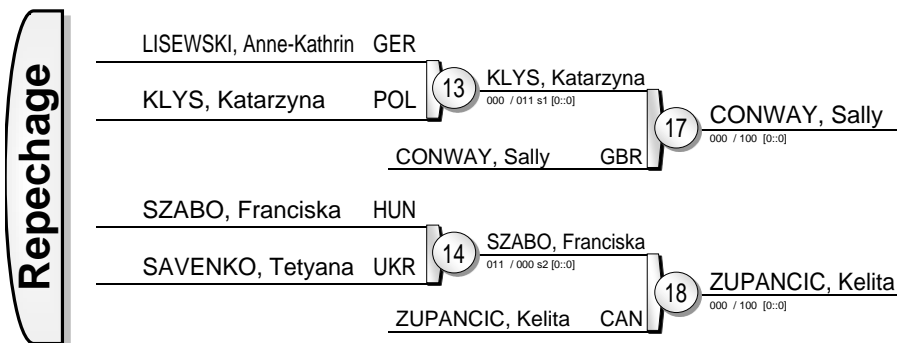 Repechage
LISEWSKI, Anne-Kathrin GER
KLYS, Katarzyna POL
13
KLYS, Katarzyna
000 / 011 s1 [0::0]
CONWAY, Sally GBR
17
CONWAY, Sally
000 / 100 [0::0]
SZABO, Franciska HUN
SAVENKO, Tetyana UKR
14
SZABO, Franciska
011 / 000 s2 [0::0]
ZUPANCIC, Kelita CAN
18
ZUPANCIC, Kelita
000 / 100 [0::0]